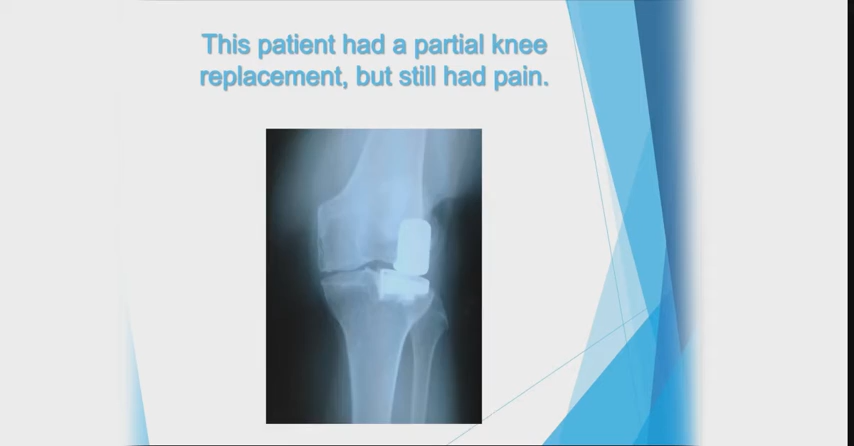 This patient had a partial knee
replacement, but still had pain.